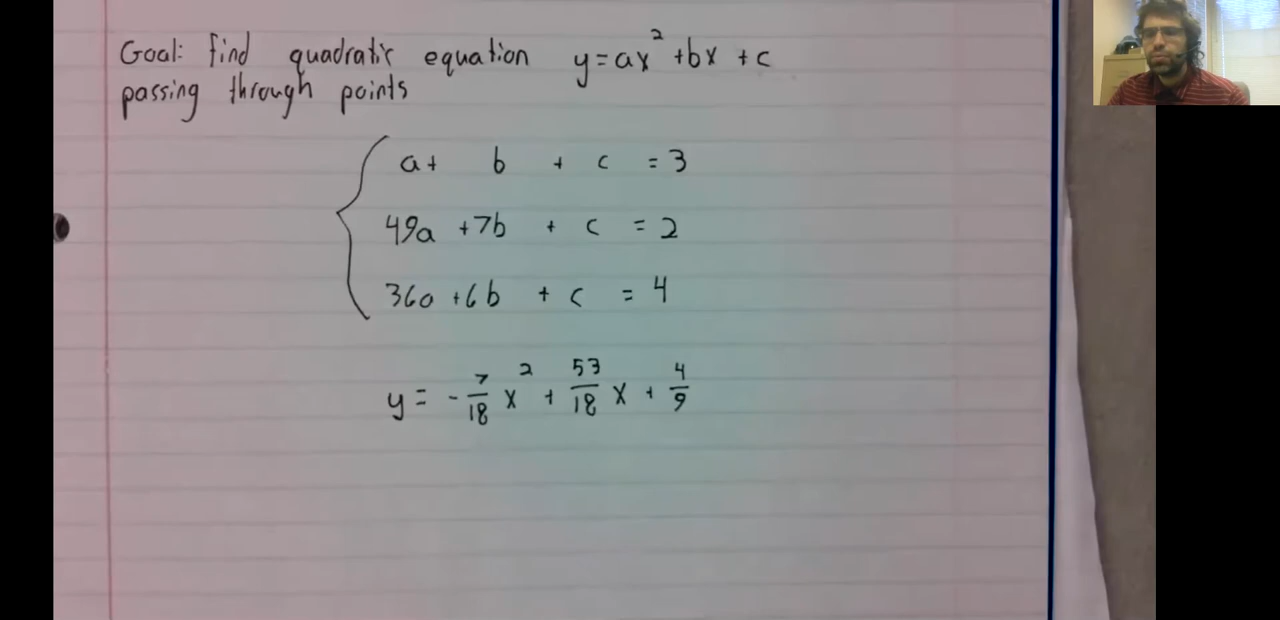 Goal: find quadratic equation y=ax²+bx+c
passing through points
a+ b + c = 3
49a +7b + c = 2
36a +6b + c = 4
y = -7/18 x² + 53/18 x + 4/9